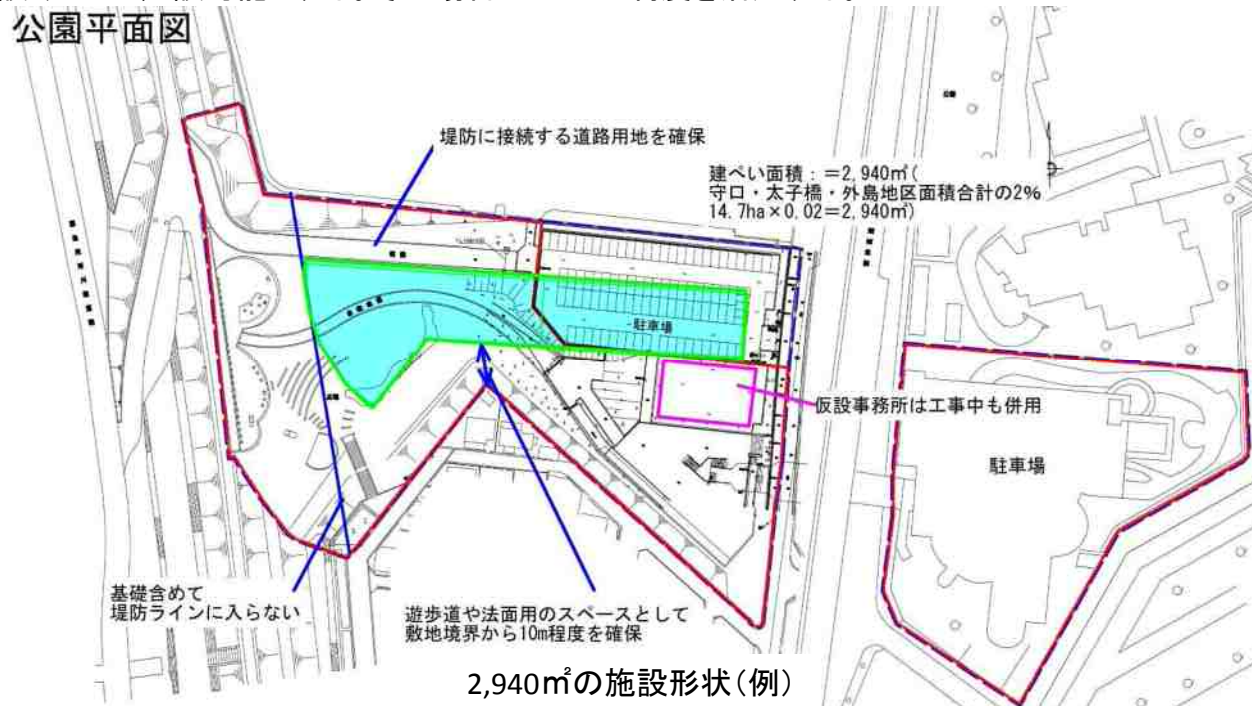 公園平面図
堤防に接続する道路用地を確保
建ぺい面積：＝2,940㎡(
守口・太子橋・外島地区面積合計の2%
14.7ha×0.02＝2,940㎡)
駐車場
仮設事務所は工事中も併用
駐車場
基礎含めて
堤防ラインに入らない
遊歩道や法面用のスペースとして
敷地境界から10m程度を確保
2,940㎡の施設形状(例)